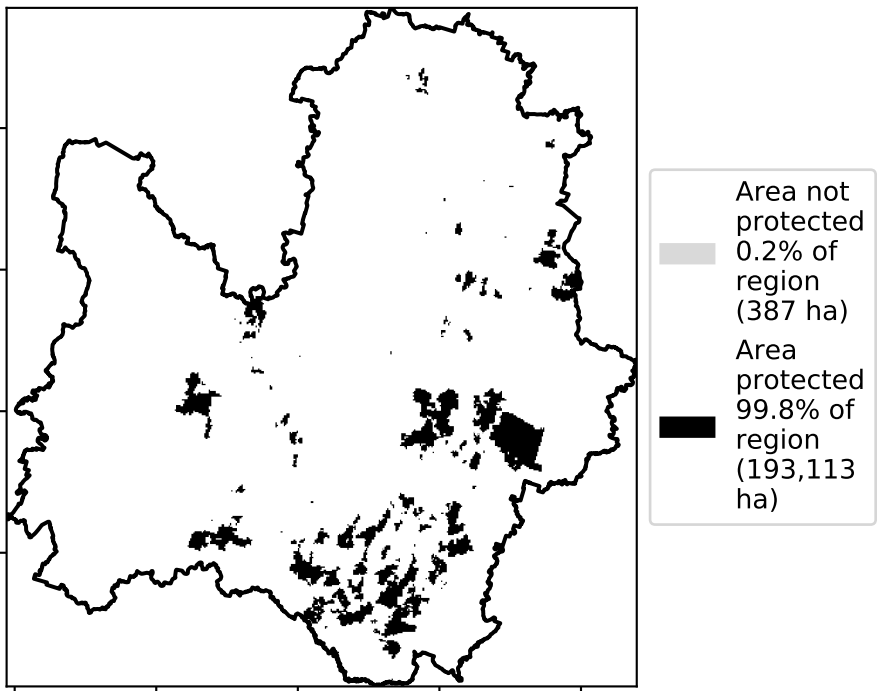 Area not
protected
0.2% of
region
(387 ha)
Area
protected
99.8% of
region
(193,113
ha)